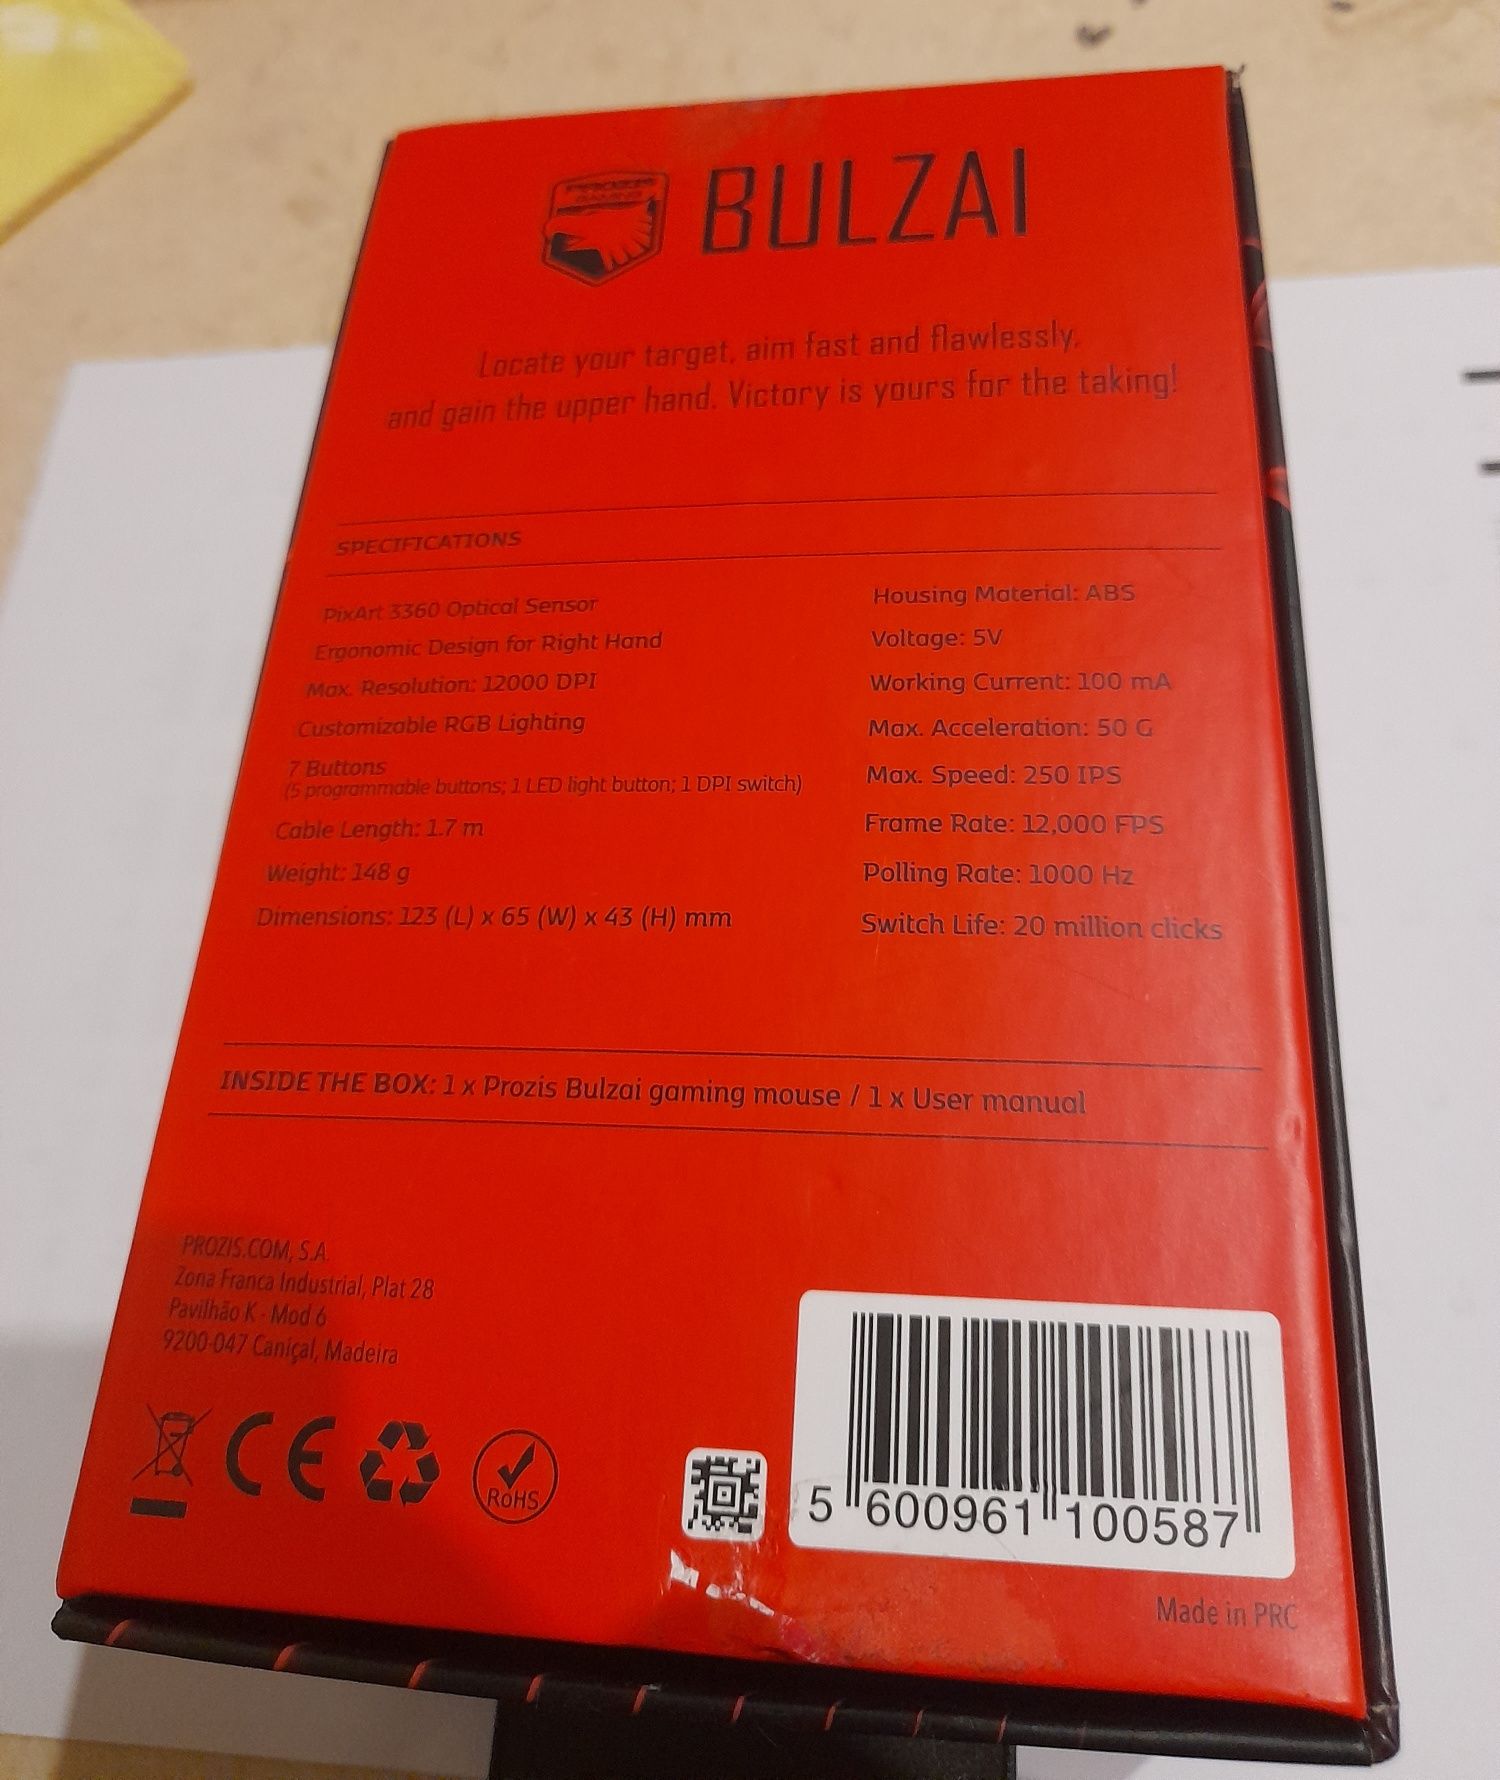 PROZIS
GAMING
BULZAI
Locate your target, aim fast and flawlessly,
and gain the upper hand. Victory is yours for the taking!
SPECIFICATIONS
PixArt 3360 Optical Sensor
Ergonomic Design for Right Hand
Max. Resolution: 12000 DPI
Customizable RGB Lighting
7 Buttons
(5 programmable buttons; 1 LED light button; 1 DPI switch)
Cable Length: 1.7 m
Weight: 148 g
Dimensions: 123 (L) x 65 (W) x 43 (H) mm
Housing Material: ABS
Voltage: 5V
Working Current: 100 mA
Max. Acceleration: 50 G
Max. Speed: 250 IPS
Frame Rate: 12,000 FPS
Polling Rate: 1000 Hz
Switch Life: 20 million clicks
INSIDE THE BOX: 1 x Prozis Bulzai gaming mouse / 1 x User manual
PROZIS.COM, S.A.
Zona Franca Industrial, Plat 28
Pavilhão K - Mod 6
9200-047 Caniçal, Madeira
CE
RoHS
5 600961 100587
Made in PRC